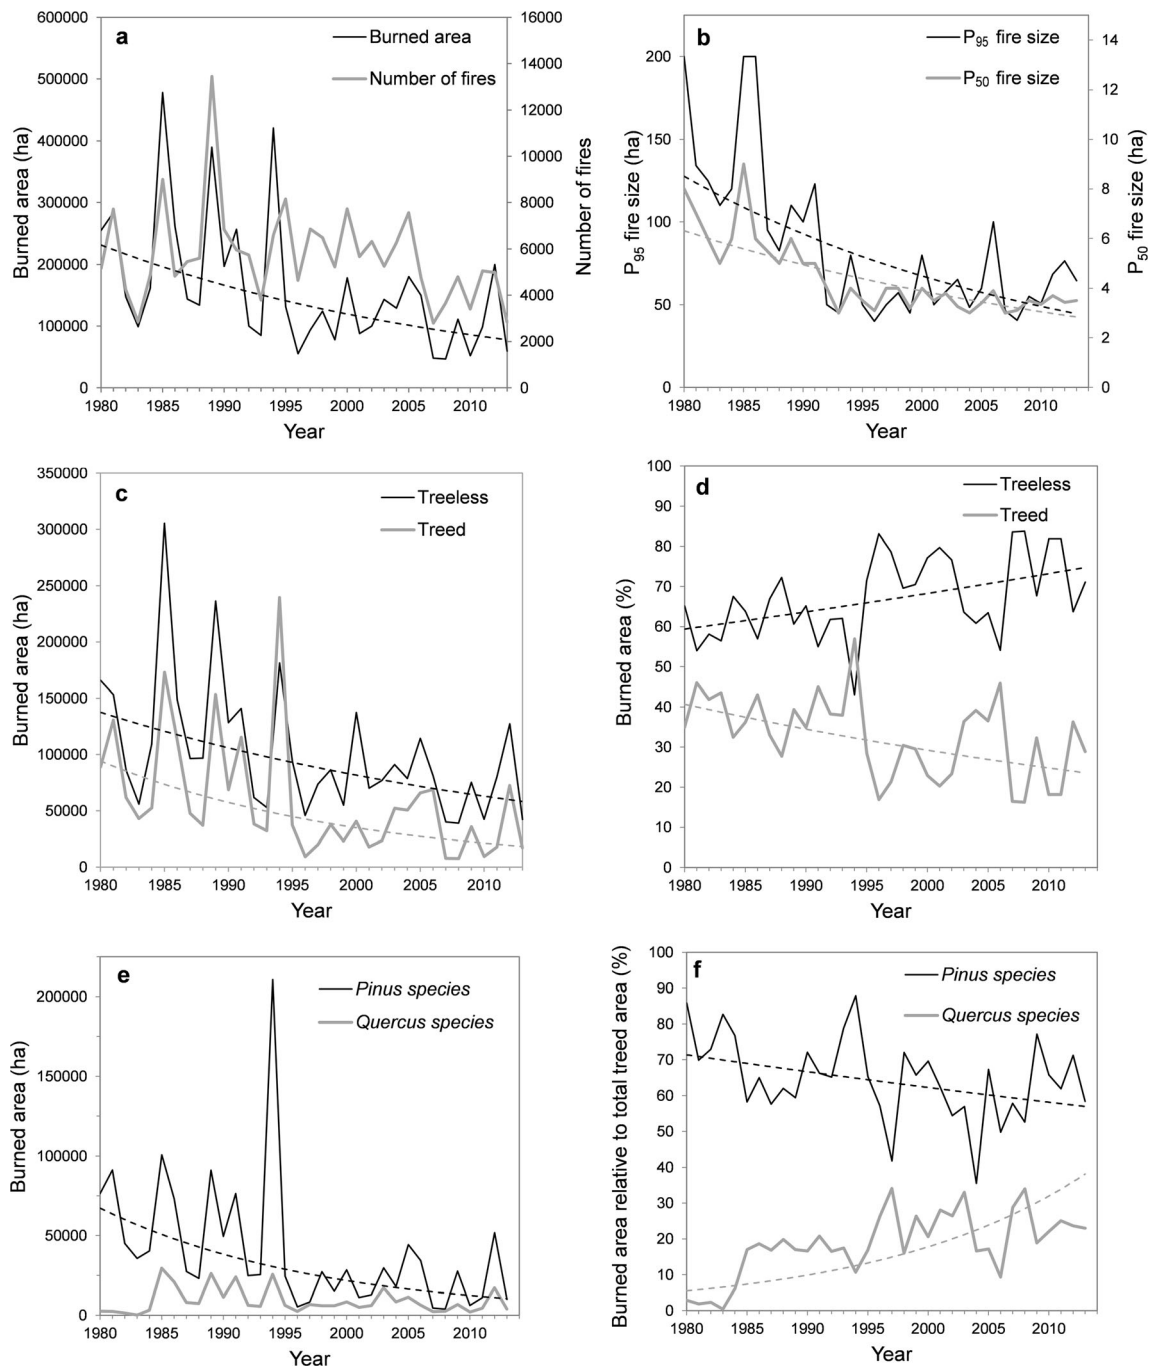 a
Burned area
Number of fires
600000
500000
400000
300000
200000
100000
0
16000
14000
12000
10000
8000
6000
4000
2000
0
Burned area (ha)
Number of fires
1980 1985 1990 1995 2000 2005 2010
Year
b
P95 fire size
P50 fire size
200
150
100
50
0
14
12
10
8
6
4
2
0
P95 fire size (ha)
P50 fire size (ha)
1980 1985 1990 1995 2000 2005 2010
Year
c
Treeless
Treed
350000
300000
250000
200000
150000
100000
50000
0
Burned area (ha)
1980 1985 1990 1995 2000 2005 2010
Year
d
Treeless
Treed
100
90
80
70
60
50
40
30
20
10
0
Burned area (%)
1980 1985 1990 1995 2000 2005 2010
Year
e
Pinus species
Quercus species
200000
150000
100000
50000
0
Burned area (ha)
1980 1985 1990 1995 2000 2005 2010
Year
f
Pinus species
Quercus species
100
90
80
70
60
50
40
30
20
10
0
Burned area relative to total treed area (%)
1980 1985 1990 1995 2000 2005 2010
Year